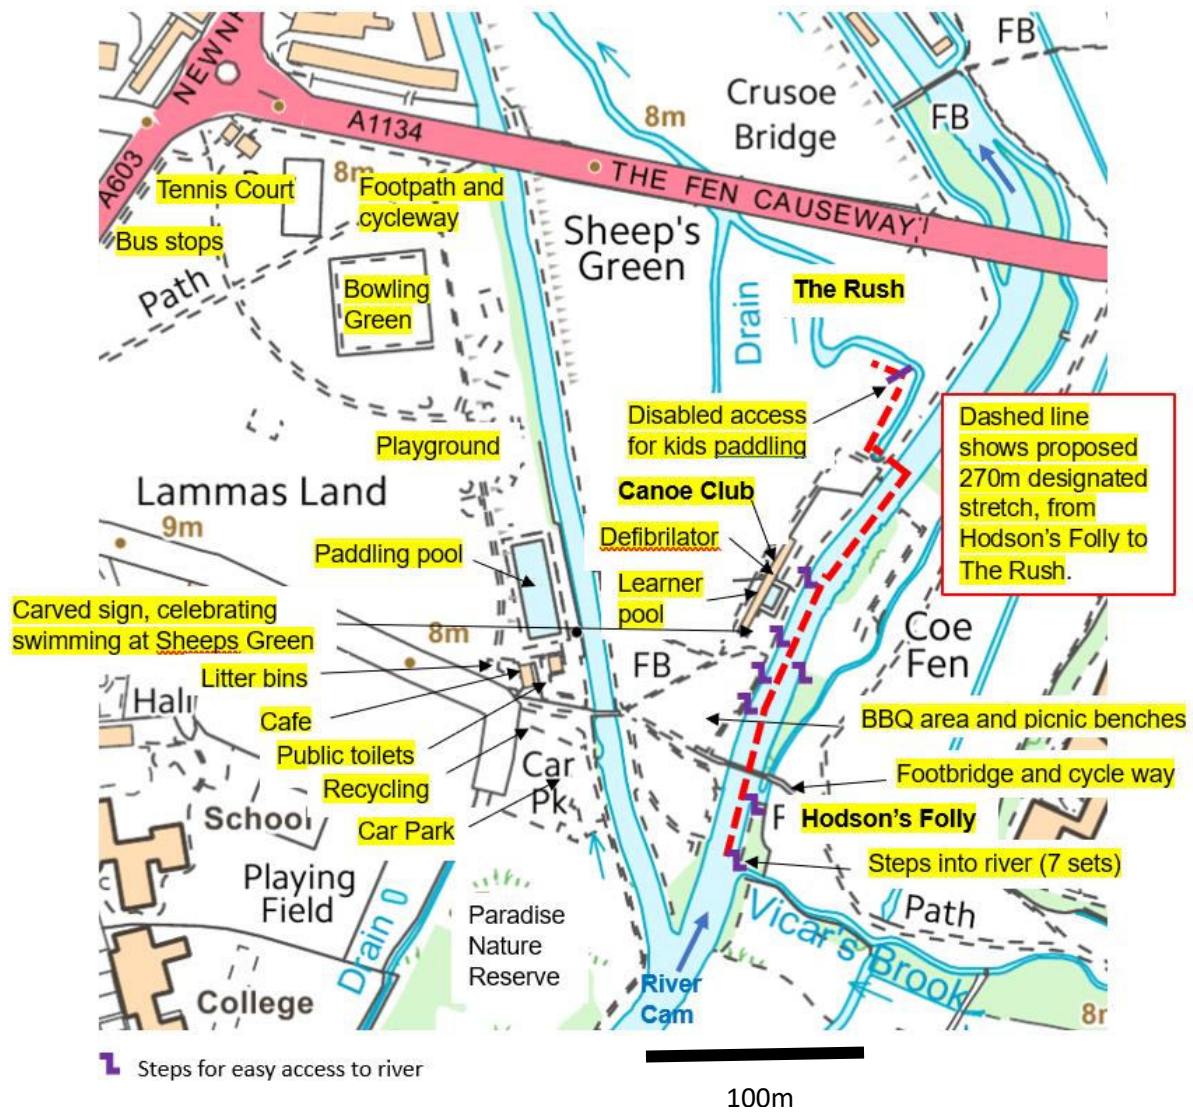 FB
NEWN
Crusoe
Bridge
8m
FB
A1134
A603
THE FEN CAUSEWAY
8m
Tennis Court
Footpath and
cycleway
Bus stops
Sheep's
Green
Path
Bowling
Green
The Rush
Drain
Disabled access
for kids paddling
Dashed line
shows proposed
270m designated
stretch, from
Hodson's Folly to
The Rush.
Playground
Lammas Land
Canoe Club
9m
Defibrilator
Paddling pool
Learner
pool
Carved sign, celebrating
swimming at Sheeps Green
8m
Coe
Fen
FB
Litter bins
Hall
Cafe
BBQ area and picnic benches
Public toilets
Car
Pk
Footbridge and cycle way
Recycling
School
Car Park
F
Hodson's Folly
Steps into river (7 sets)
Playing
Field
Paradise
Nature
Reserve
Vicar's Brook
Path
Drain
River
Cam
College
8m
Steps for easy access to river
100m